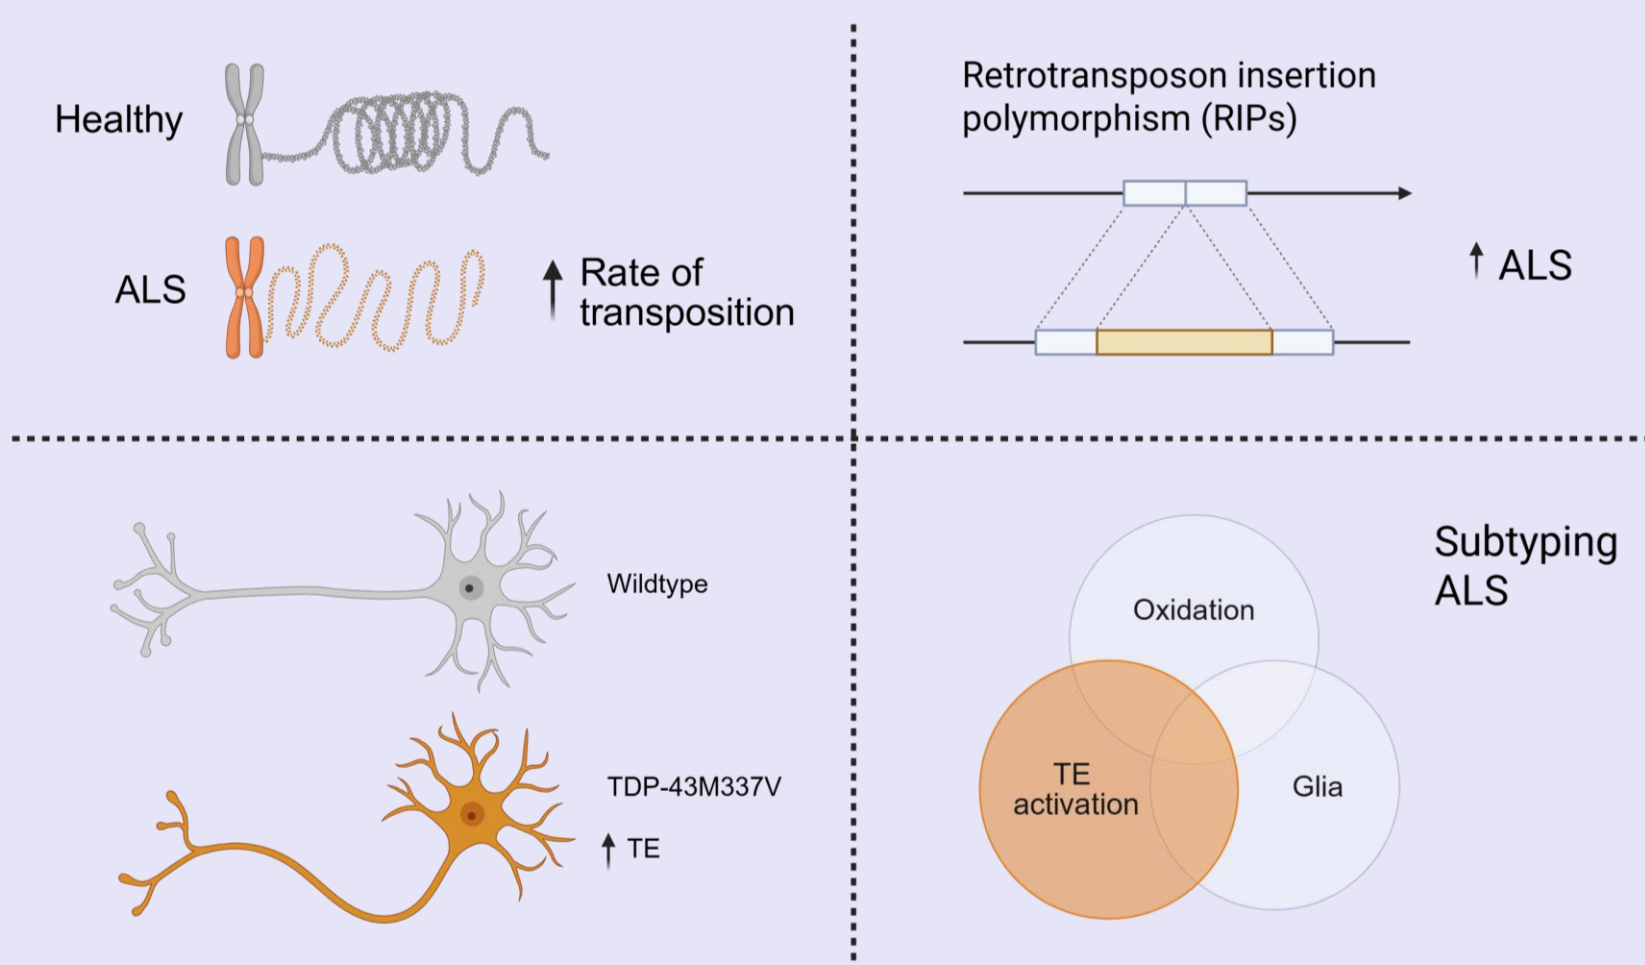 Healthy
ALS
Rate of
transposition
Retrotransposon insertion
polymorphism (RIPs)
ALS
Wildtype
TDP-43M337V
TE
Subtyping
ALS
Oxidation
TE
activation
Glia